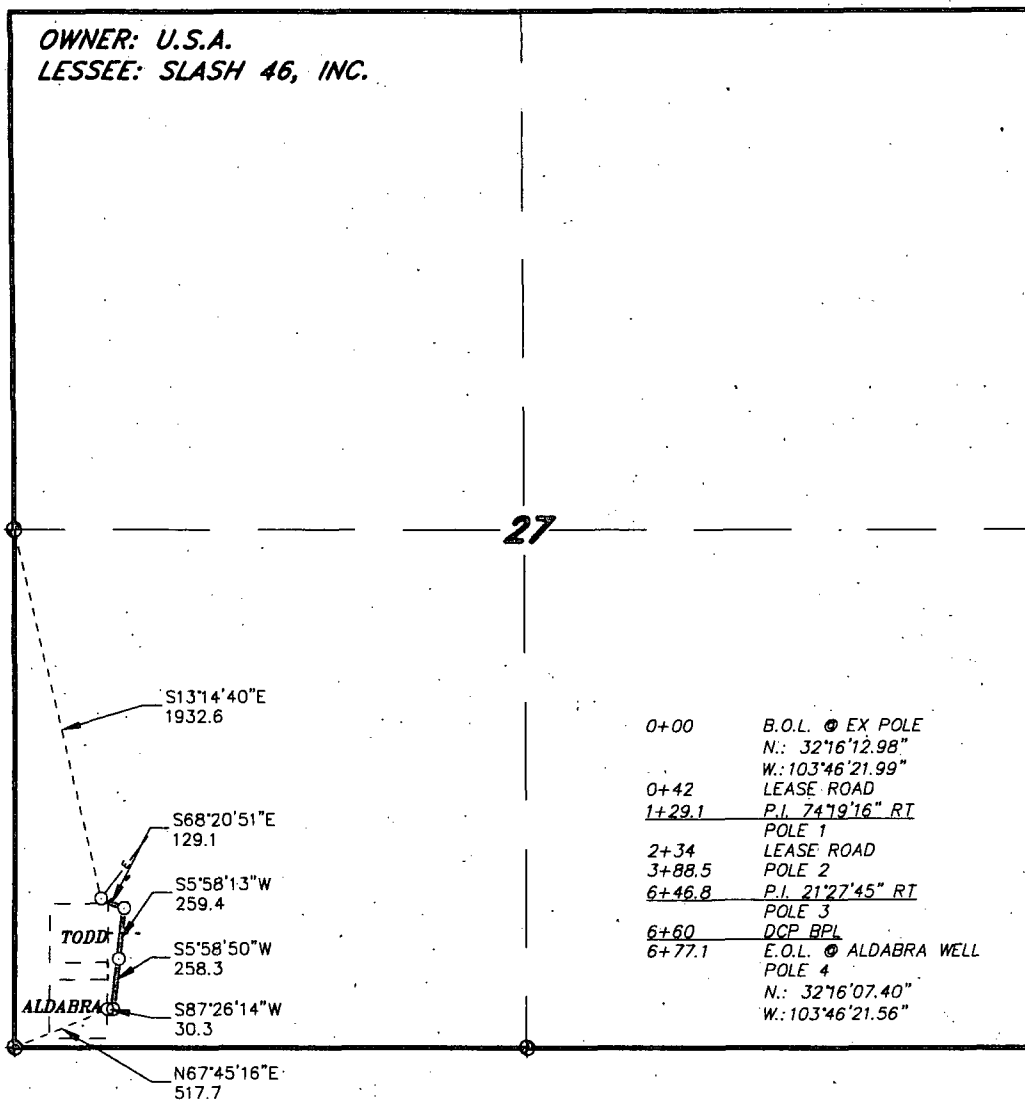 OWNER: U.S.A.
LESSEE: SLASH 46, INC.
27
S13°14'40"E
1932.6
S68°20'51"E
129.1
E
S5°58'13"W
259.4
TODD
S5°58'50"W
258.3
ALDABRA
S87°26'14"W
30.3
N67°45'16"E
517.7
0+00 B.O.L. @ EX POLE
N.: 32°16'12.98"
W.: 103°46'21.99"
0+42 LEASE ROAD
1+29.1 P.I. 74°19'16" RT
POLE 1
2+34 LEASE ROAD
3+88.5 POLE 2
6+46.8 P.I. 21°27'45" RT
POLE 3
6+60 DCP BPL
6+77.1 E.O.L. @ ALDABRA WELL
POLE 4
N.: 32°16'07.40"
W.: 103°46'21.56"